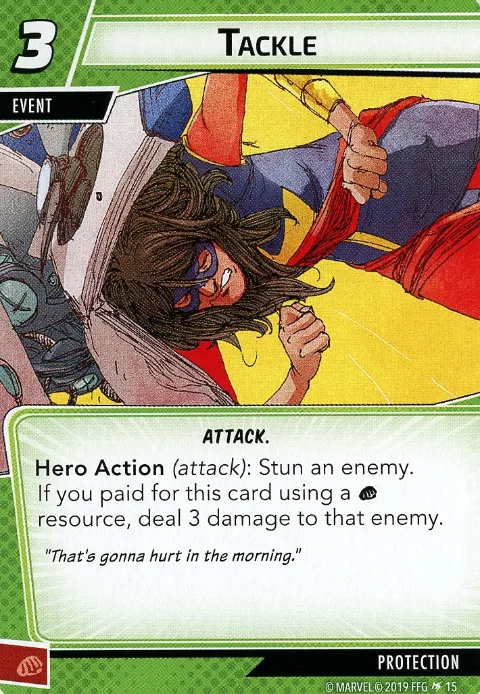 3
TACKLE
EVENT
ATTACK.
Hero Action (attack): Stun an enemy.
If you paid for this card using a
resource, deal 3 damage to that enemy.
"That's gonna hurt in the morning."
PROTECTION
© MARVEL © 2019 FFG 15